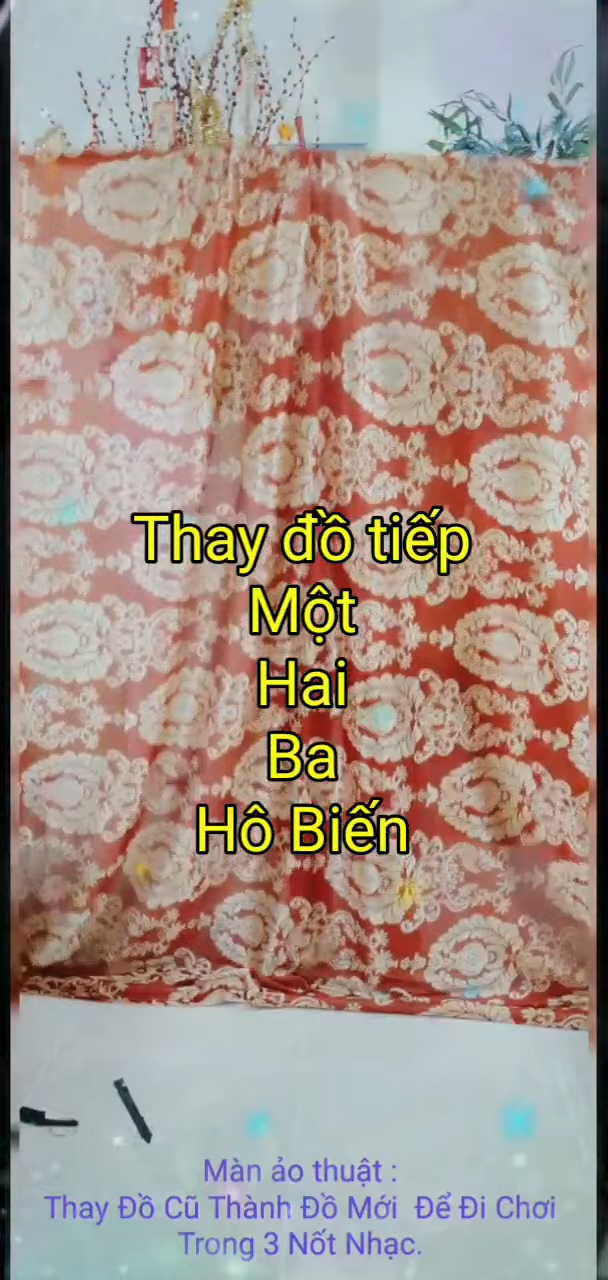 Thay đồ tiếp
Một
Hai
Ba
Hô Biến
Màn ảo thuật :
Thay Đồ Cũ Thành Đồ Mới Để Đi Chơi
Trong 3 Nốt Nhạc.